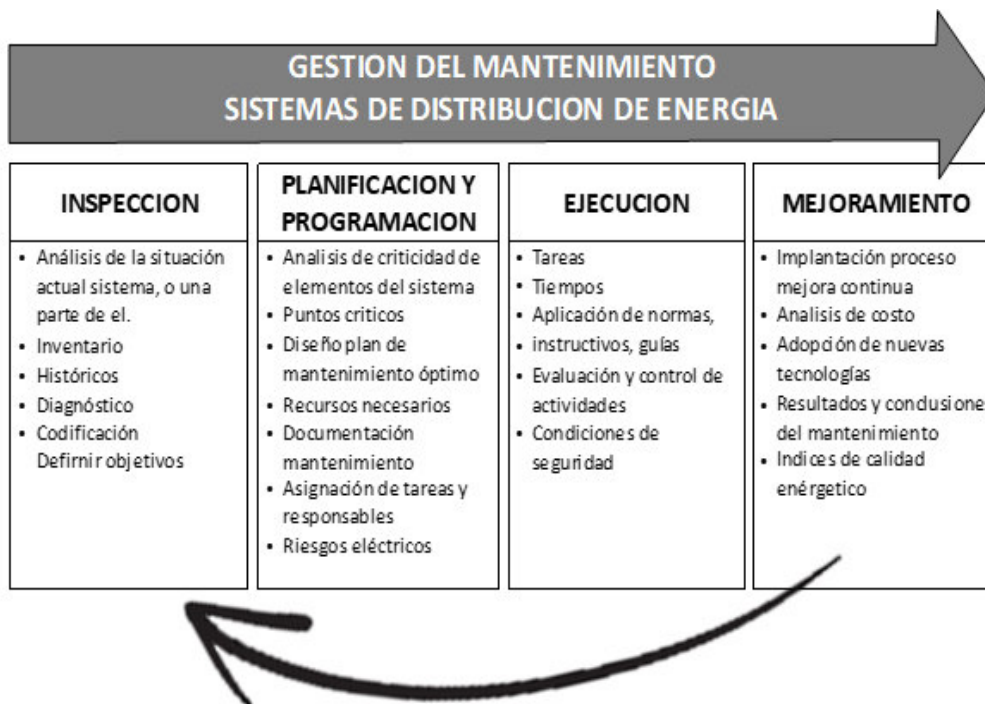 GESTION DEL MANTENIMIENTO
SISTEMAS DE DISTRIBUCION DE ENERGIA
INSPECCION
• Análisis de la situación
actual sistema, o una
parte de el.
• Inventario
• Históricos
• Diagnóstico
• Codificación
Defirnir objetivos
PLANIFICACION Y
PROGRAMACION
• Analisis de criticidad de
elementos del sistema
• Puntos criticos
• Diseño plan de
mantenimiento óptimo
• Recursos necesarios
• Documentación
mantenimiento
• Asignación de tareas y
responsables
• Riesgos eléctricos
EJECUCION
• Tareas
• Tiempos
• Aplicación de normas,
• instructivos, guías
• Evaluación y control de
actividades
• Condiciones de
seguridad
MEJORAMIENTO
• Implantación proceso
mejora continua
• Analisis de costo
• Adopción de nuevas
tecnologías
• Resultados y conclusiones
del mantenimiento
• Indices de calidad
enérgetico